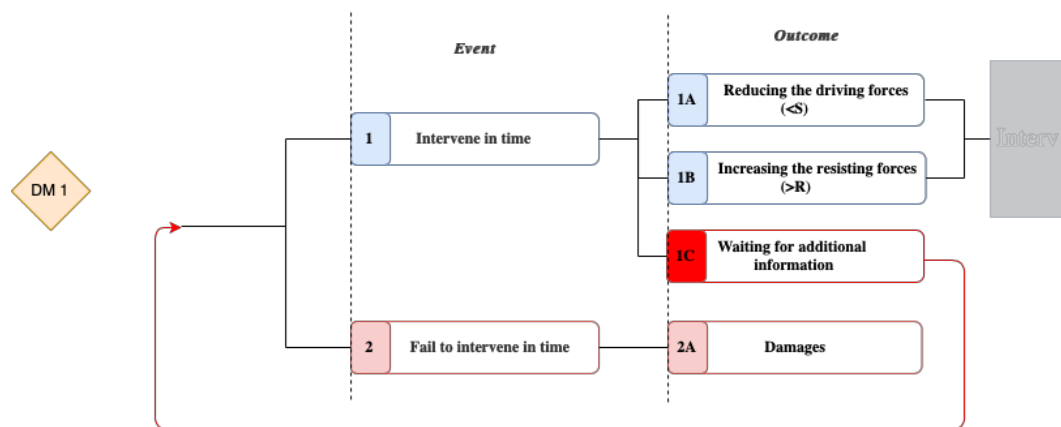 Event
Outcome
DM 1
1
Intervene in time
1A
Reducing the driving forces
(<S)
1B
Increasing the resisting forces
(>R)
Interv
1C
Waiting for additional
information
2
Fail to intervene in time
2A
Damages